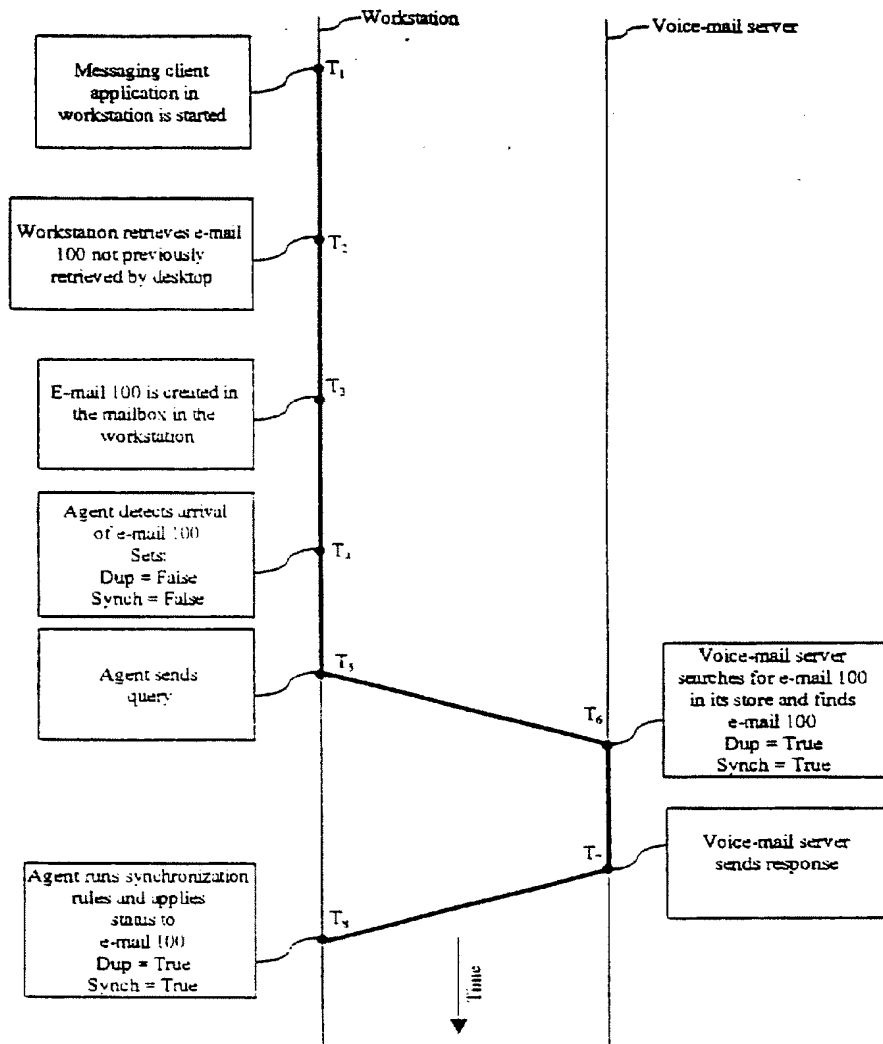 Workstation
Voice-mail server
Messaging client
application in
workstation is started
T1
Workstation retrieves e-mail
100 not previously
retrieved by desktop
T2
E-mail 100 is created in
the mailbox in the
workstation
T3
Agent detects arrival
of e-mail 100
Sets:
Dup = False
Synch = False
T4
Agent sends
query
T5
Voice-mail server
searches for e-mail 100
in its store and finds
e-mail 100
Dup = True
Synch = True
T6
Voice-mail server
sends response
T7
Agent runs synchronization
rules and applies
status to
e-mail 100
Dup = True
Synch = True
T8
Time